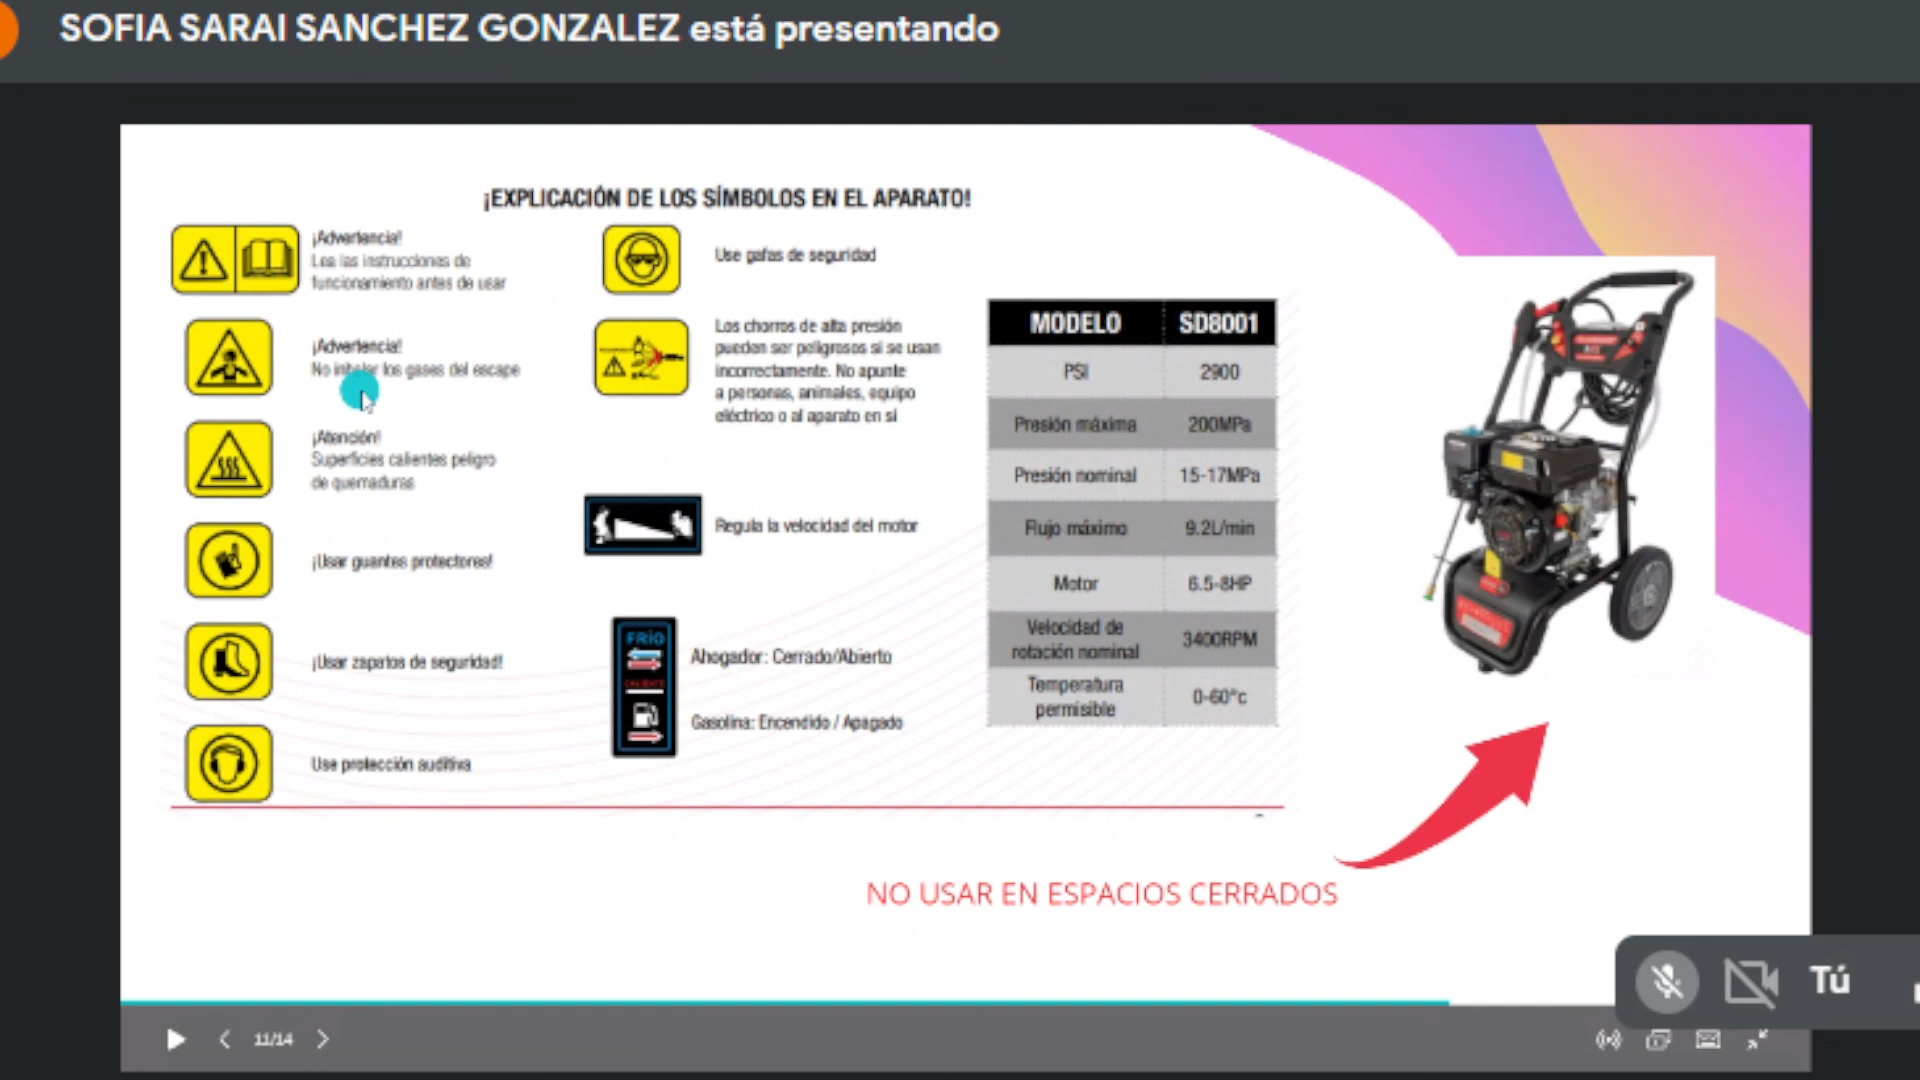 SOFIA SARAI SANCHEZ GONZALEZ está presentando
¡EXPLICACIÓN DE LOS SÍMBOLOS EN EL APARATO!
¡Advertencia!
Lea las instrucciones de
funcionamiento antes de usar
¡Advertencia!
No inhalar los gases del escape
¡Atención!
Superficies calientes peligro
de quemaduras
¡Usar guantes protectores!
¡Usar zapatos de seguridad!
Use protección auditiva
Use gafas de seguridad
Los chorros de alta presión
pueden ser peligrosos si se usan
incorrectamente. No apunte
a personas, animales, equipo
eléctrico o al aparato en sí
Regula la velocidad del motor
FRÍO
CALIENTE
Ahogador: Cerrado/Abierto
Gasolina: Encendido / Apagado
MODELO SD8001
PSI 2900
Presión máxima 200MPa
Presión nominal 15-17MPa
Flujo máximo 9.2L/min
Motor 6.5-8HP
Velocidad de
rotación nominal 3400RPM
Temperatura
permisible 0-60°c
NO USAR EN ESPACIOS CERRADOS
Tú
11/14